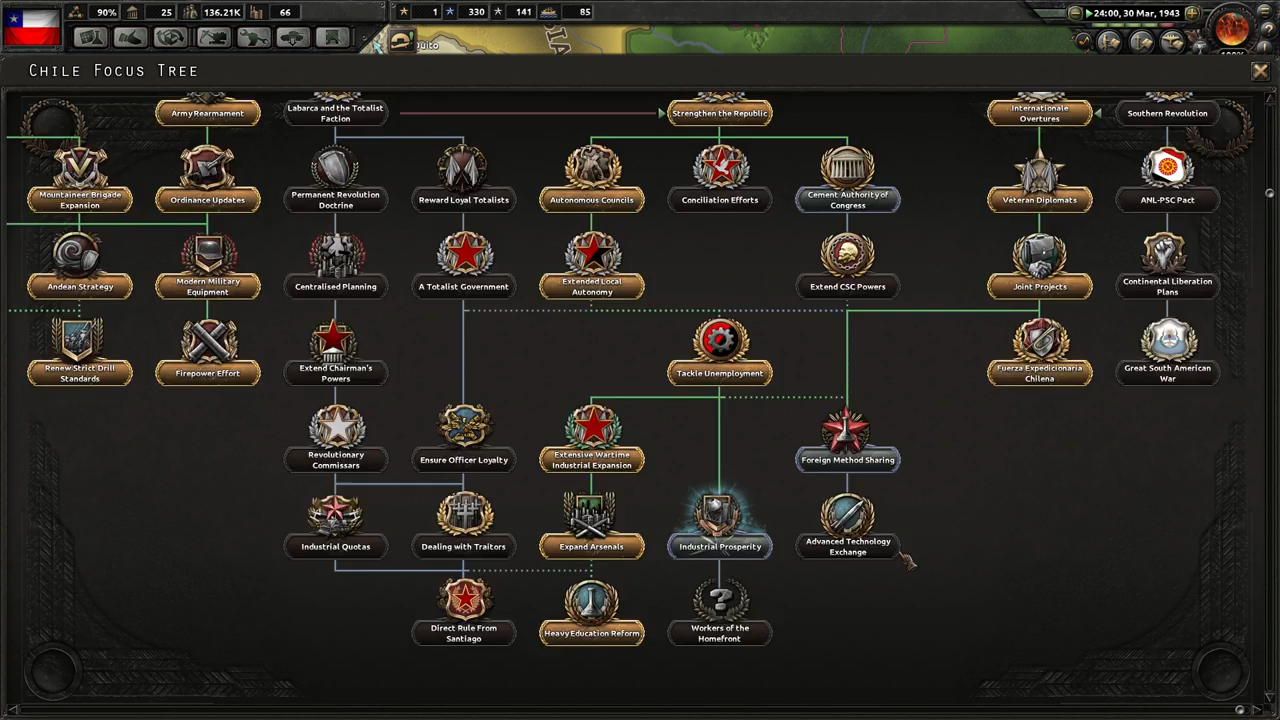 90%
25
136.21K
66
1
330
141
85
24:00, 30 Mar, 1943
Quito
100%
CHILE FOCUS TREE
Army Rearmament
Labarca and the Totalist
Faction
Strengthen the Republic
Internationale
Overtures
Southern Revolution
Mountaineer Brigade
Expansion
Ordinance Updates
Permanent Revolution
Doctrine
Reward Loyal Totalists
Autonomous Councils
Conciliation Efforts
Cement Authority of
Congress
Veteran Diplomats
ANL-PSC Pact
Andean Strategy
Modern Military
Equipment
Centralised Planning
A Totalist Government
Extended Local
Autonomy
Extend CSC Powers
Joint Projects
Continental Liberation
Plans
Renew Strict Drill
Standards
Firepower Effort
Extend Chairman's
Powers
Tackle Unemployment
Fuerza Expedicionaria
Chilena
Great South American
War
Revolutionary
Commissars
Ensure Officer Loyalty
Extensive Wartime
Industrial Expansion
Foreign Method Sharing
Industrial Quotas
Dealing with Traitors
Expand Arsenals
Industrial Prosperity
Advanced Technology
Exchange
Direct Rule From
Santiago
Heavy Education Reform
Workers of the
Homefront